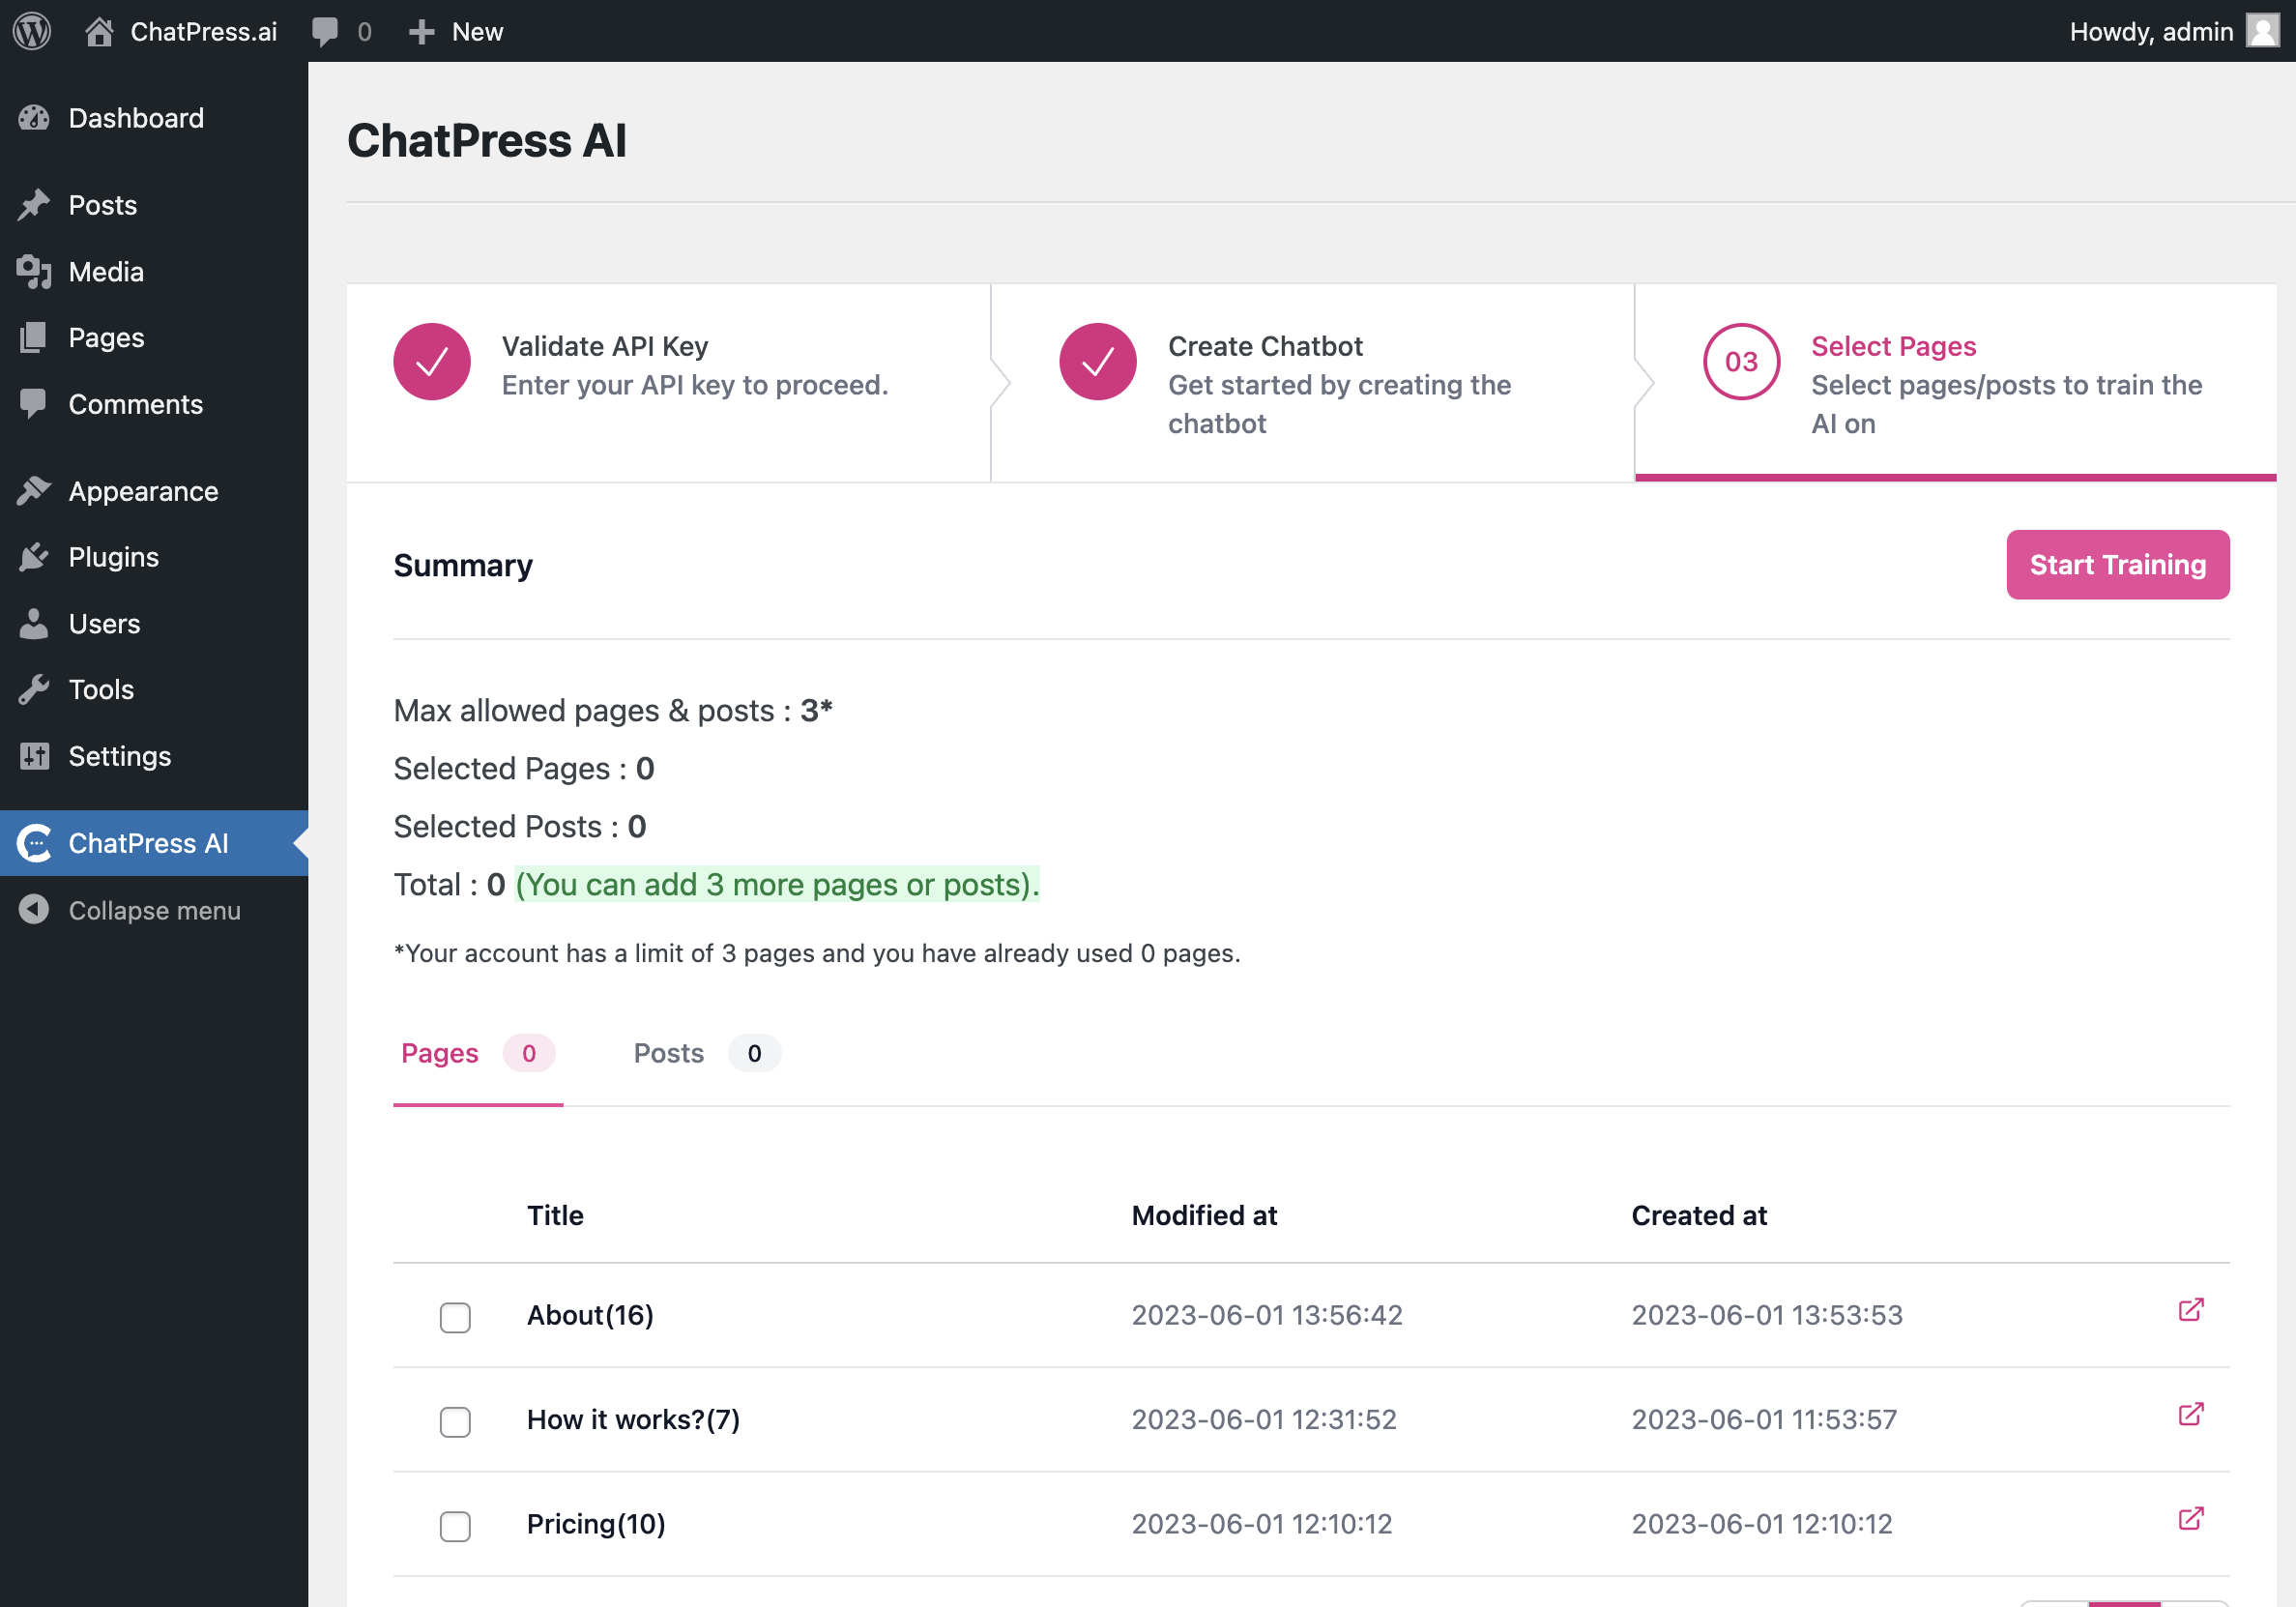 ChatPress.ai 0 New Howdy, admin
Dashboard
Posts
Media
Pages
Comments
Appearance
Plugins
Users
Tools
Settings
ChatPress AI
Collapse menu
ChatPress AI
Validate API Key
Enter your API key to proceed.
Create Chatbot
Get started by creating the
chatbot
03
Select Pages
Select pages/posts to train the
AI on
Summary
Start Training
Max allowed pages & posts : 3*
Selected Pages : 0
Selected Posts : 0
Total : 0 (You can add 3 more pages or posts).
*Your account has a limit of 3 pages and you have already used 0 pages.
Pages 0 Posts 0
Title Modified at Created at
About(16) 2023-06-01 13:56:42 2023-06-01 13:53:53
How it works?(7) 2023-06-01 12:31:52 2023-06-01 11:53:57
Pricing(10) 2023-06-01 12:10:12 2023-06-01 12:10:12